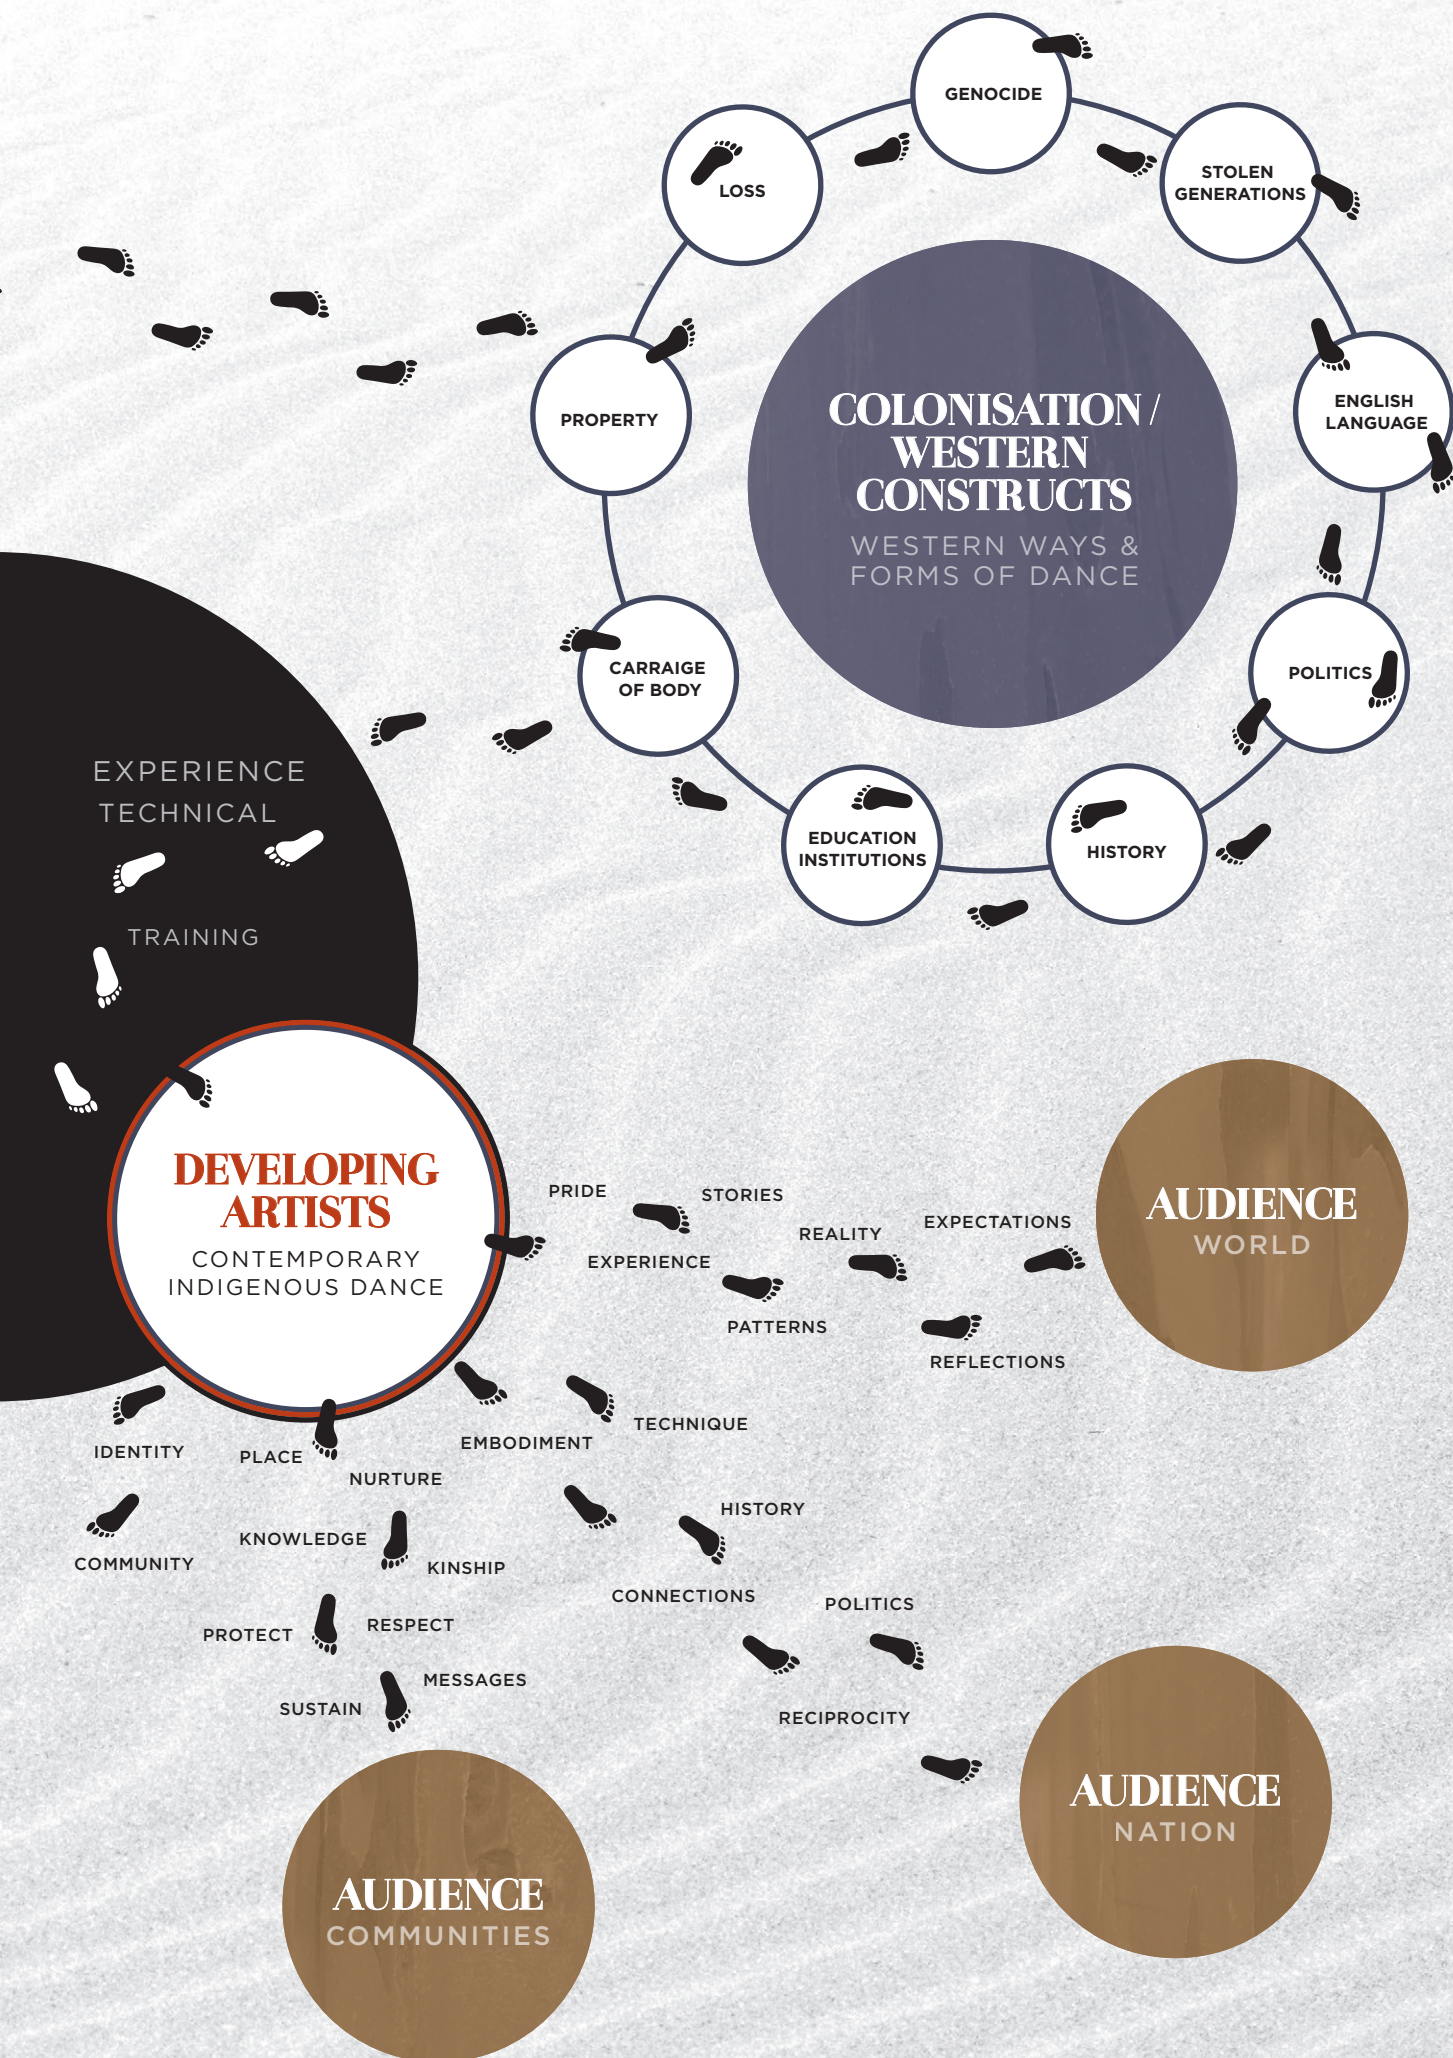 GENOCIDE
LOSS
STOLEN
GENERATIONS
PROPERTY
ENGLISH
LANGUAGE
COLONISATION /
WESTERN
CONSTRUCTS
WESTERN WAYS &
FORMS OF DANCE
CARRAIGE
OF BODY
POLITICS
EDUCATION
INSTITUTIONS
HISTORY
EXPERIENCE
TECHNICAL
TRAINING
DEVELOPING
ARTISTS
CONTEMPORARY
INDIGENOUS DANCE
PRIDE
STORIES
EXPERIENCE
REALITY
EXPECTATIONS
PATTERNS
REFLECTIONS
AUDIENCE
WORLD
IDENTITY
PLACE
NURTURE
EMBODIMENT
TECHNIQUE
COMMUNITY
KNOWLEDGE
KINSHIP
HISTORY
CONNECTIONS
POLITICS
PROTECT
RESPECT
SUSTAIN
MESSAGES
RECIPROCITY
AUDIENCE
NATION
AUDIENCE
COMMUNITIES